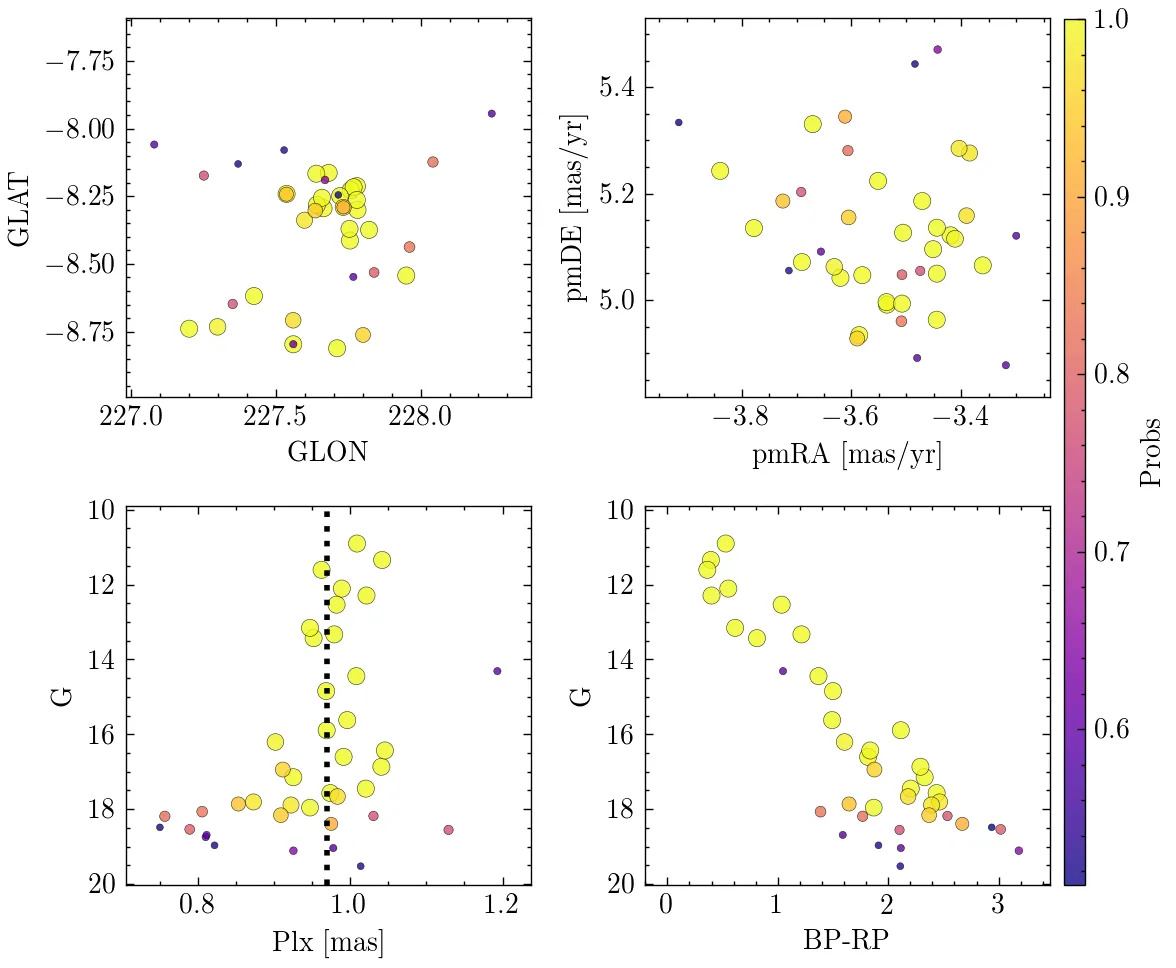 −7.75
−8.00
−8.25
−8.50
−8.75
GLAT
227.0 227.5 228.0
GLON
5.4
5.2
5.0
pmDE [mas/yr]
−3.8 −3.6 −3.4
pmRA [mas/yr]
1.0
0.9
0.8
0.7
0.6
Probs
10
12
14
16
18
20
G
0.8 1.0 1.2
Plx [mas]
10
12
14
16
18
20
G
0 1 2 3
BP-RP